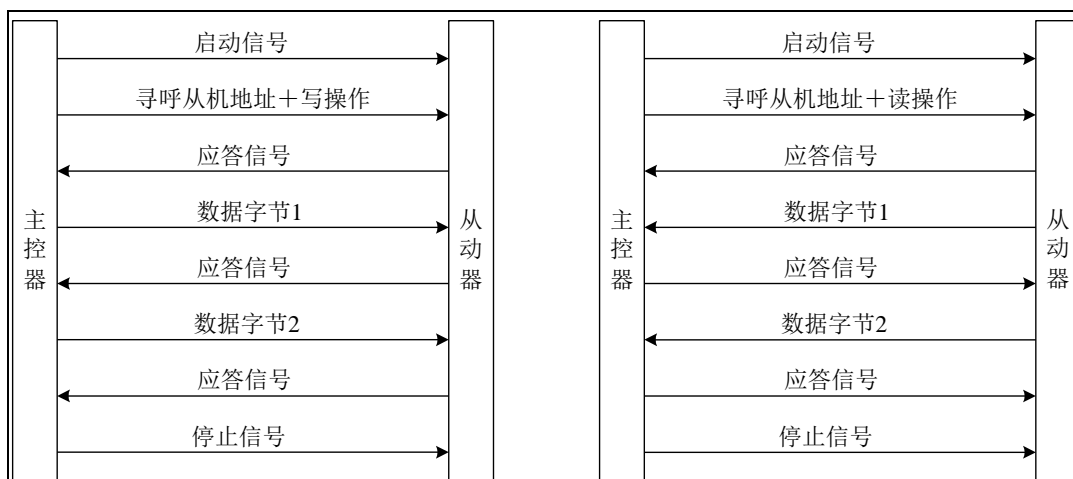 启动信号
寻呼从机地址＋写操作
应答信号
数据字节1
应答信号
数据字节2
应答信号
停止信号
主控器
从动器
启动信号
寻呼从机地址＋读操作
应答信号
数据字节1
应答信号
数据字节2
应答信号
停止信号
主控器
从动器